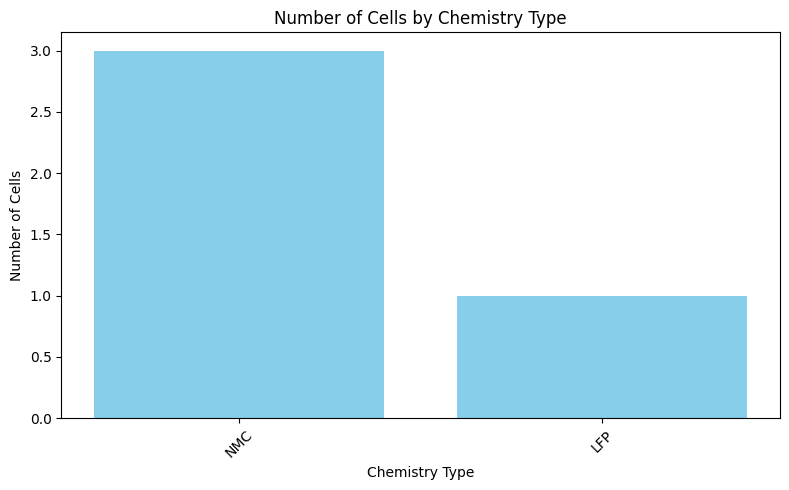 Number of Cells by Chemistry Type
Number of Cells
3.0
2.5
2.0
1.5
1.0
0.5
0.0
NMC
LFP
Chemistry Type